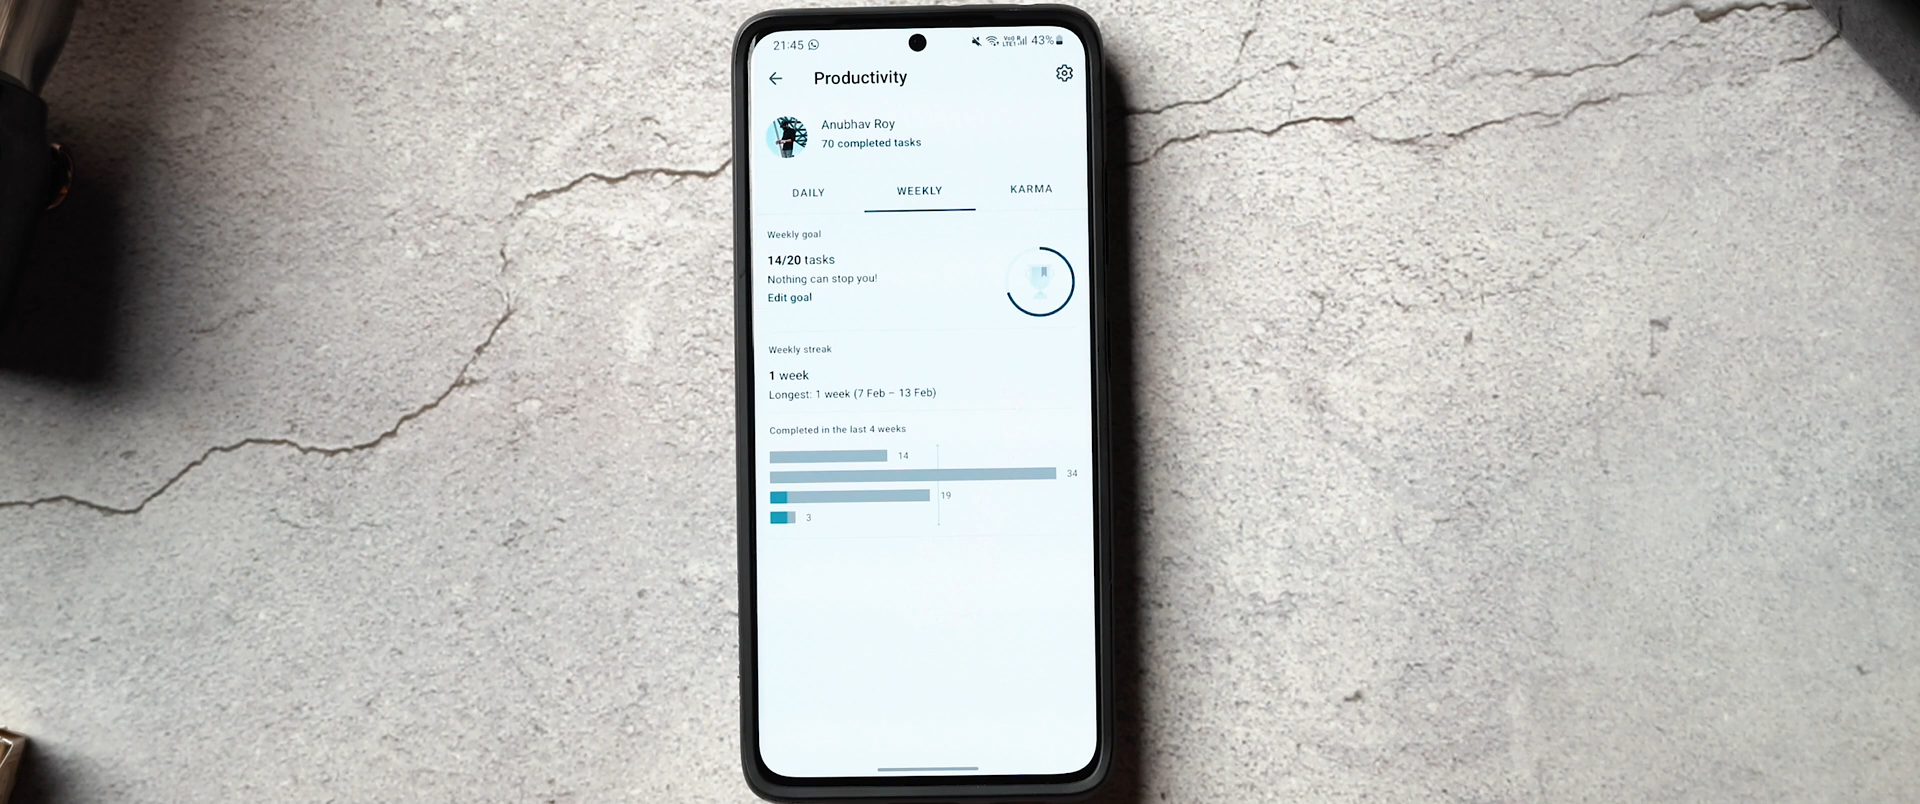 21:45
Vo) R
LTE1
43%
Productivity
Anubhav Roy
70 completed tasks
DAILY
WEEKLY
KARMA
Weekly goal
14/20 tasks
Nothing can stop you!
Edit goal
Weekly streak
1 week
Longest: 1 week (7 Feb – 13 Feb)
Completed in the last 4 weeks
14
34
19
3